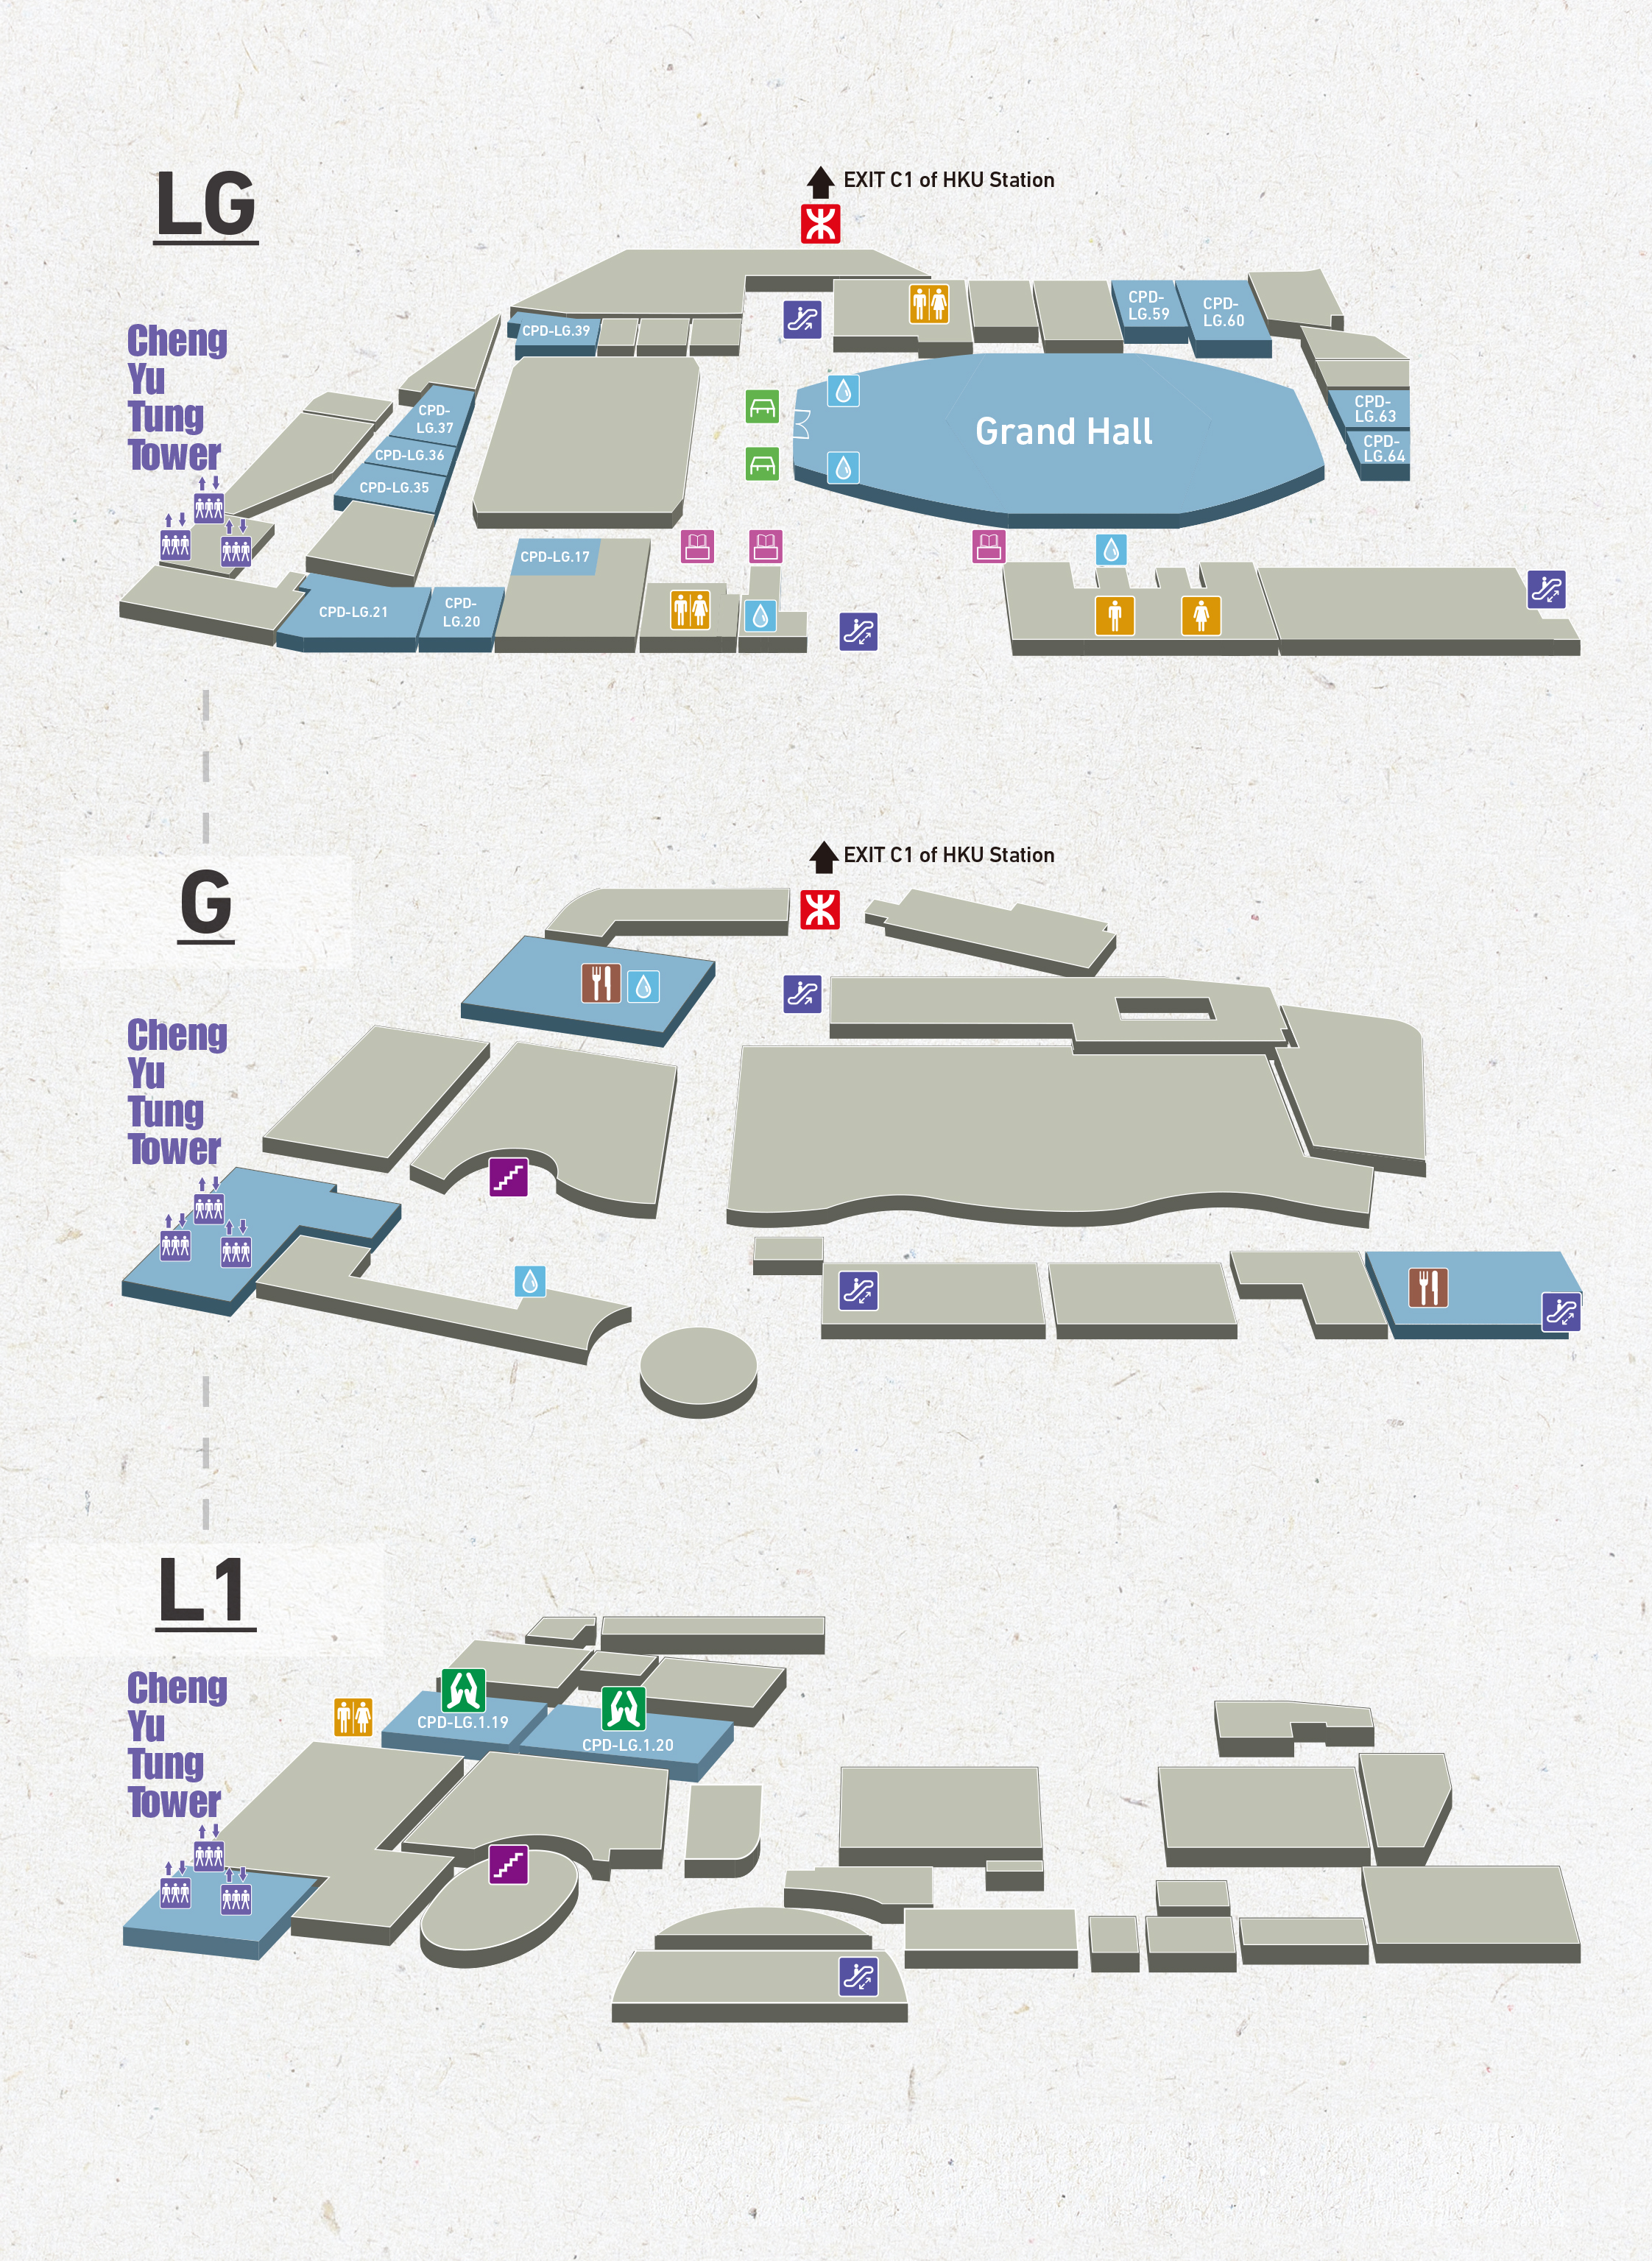 LG
EXIT C1 of HKU Station
Cheng
Yu
Tung
Tower
CPD-LG.39
CPD-
LG.59
CPD-
LG.60
CPD-
LG.37
CPD-LG.36
CPD-LG.35
Grand Hall
CPD-
LG.63
CPD-
LG.64
CPD-LG.17
CPD-LG.21
CPD-
LG.20
G
EXIT C1 of HKU Station
Cheng
Yu
Tung
Tower
L1
Cheng
Yu
Tung
Tower
CPD-LG.1.19
CPD-LG.1.20